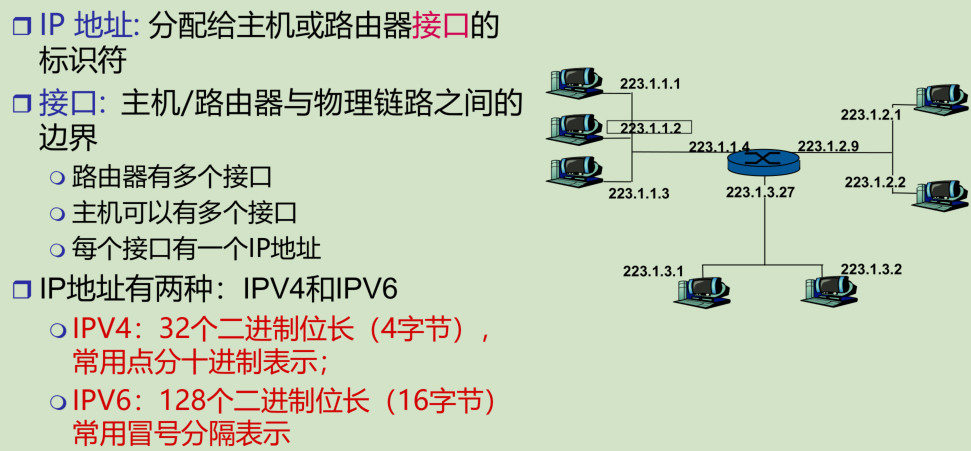 IP 地址: 分配给主机或路由器接口的
标识符
接口: 主机/路由器与物理链路之间的
边界
路由器有多个接口
主机可以有多个接口
每个接口有一个IP地址
IP地址有两种：IPV4和IPV6
IPV4：32个二进制位长（4字节），
常用点分十进制表示；
IPV6：128个二进制位长（16字节）
常用冒号分隔表示
223.1.1.1
223.1.1.2
223.1.1.3
223.1.1.4
223.1.2.9
223.1.2.1
223.1.2.2
223.1.3.27
223.1.3.1
223.1.3.2